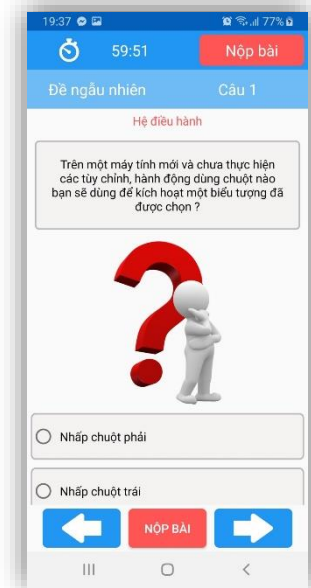 19:37 77%
59:51 Nộp bài
Đề ngẫu nhiên Câu 1
Hệ điều hành
Trên một máy tính mới và chưa thực hiện
các tùy chỉnh, hành động dùng chuột nào
bạn sẽ dùng để kích hoạt một biểu tượng đã
được chọn ?
Nhấp chuột phải
Nhấp chuột trái
NỘP BÀI